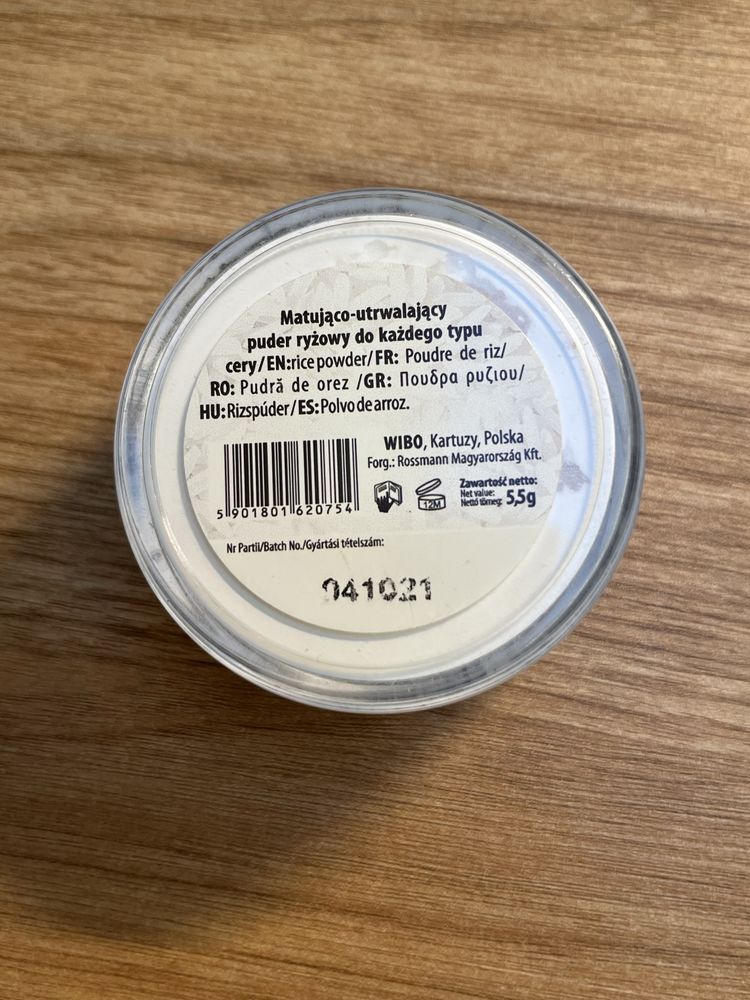 Matująco-utrwalający
puder ryżowy do każdego typu
cery/EN:rice powder/FR: Poudre de riz/
RO: Pudră de orez /GR: Πουδρα ρυζιου/
HU: Rizspúder/ES: Polvo de arroz.
WIBO, Kartuzy, Polska
Forg.: Rossmann Magyarország Kft.
5 901801 620754
12M
Zawartość netto:
Net value:
Nettó tömeg: 5,5g
Nr Partii/Batch No./Gyártási tételszám:
041021